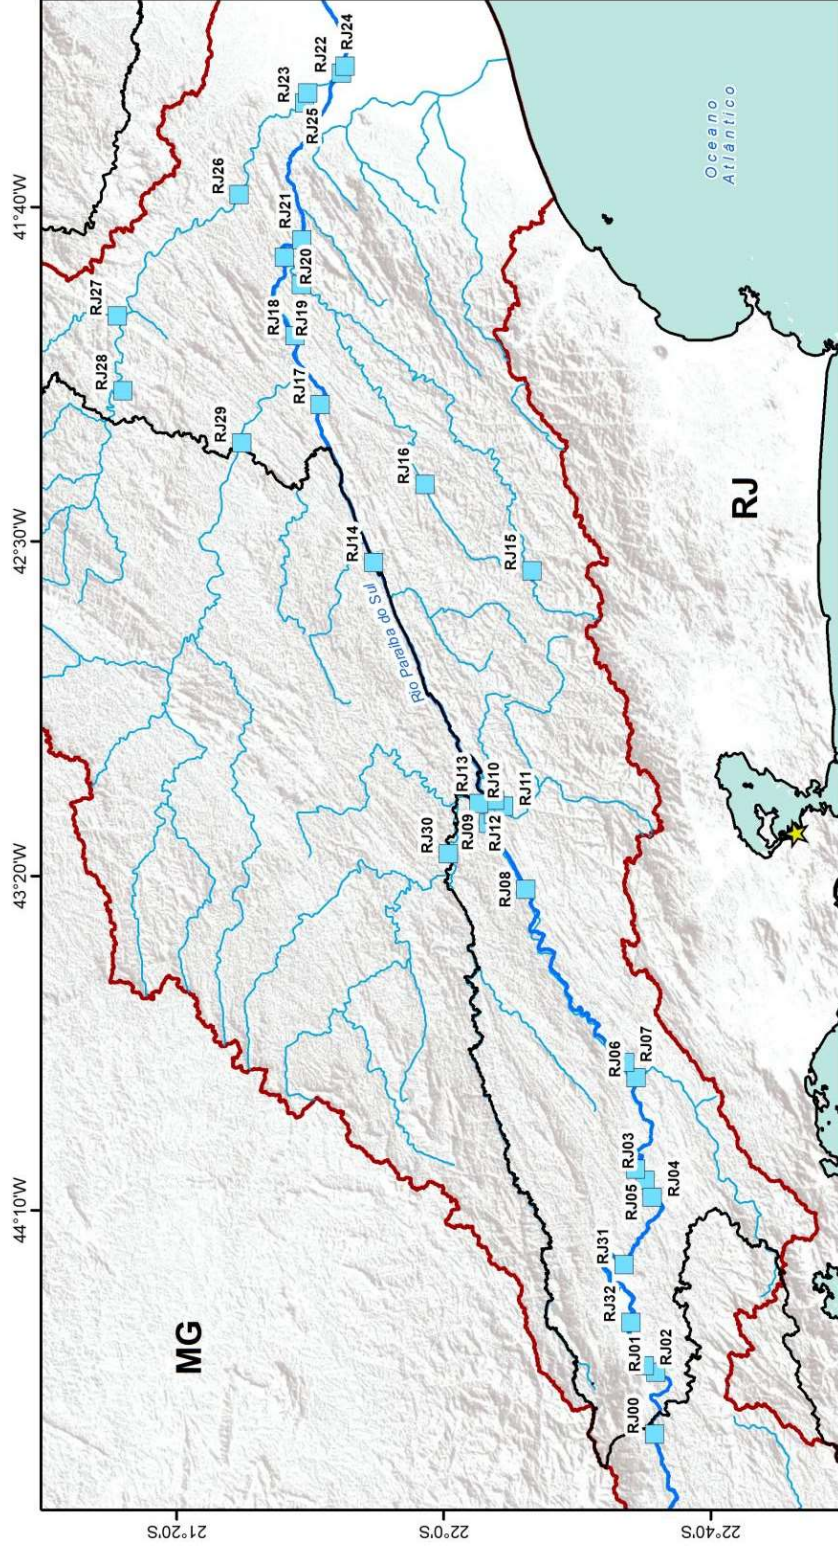 44°10'W
43°20'W
42°30'W
41°40'W
21°20'S
22°0'S
22°40'S
MG
RJ
Oceano
Atlântico
Rio Paraíba do Sul
RJ00
RJ01
RJ02
RJ32
RJ31
RJ05
RJ04
RJ03
RJ06
RJ07
RJ08
RJ30
RJ09
RJ12
RJ13
RJ10
RJ11
RJ14
RJ15
RJ16
RJ17
RJ29
RJ28
RJ27
RJ18
RJ19
RJ20
RJ21
RJ26
RJ25
RJ23
RJ22
RJ24